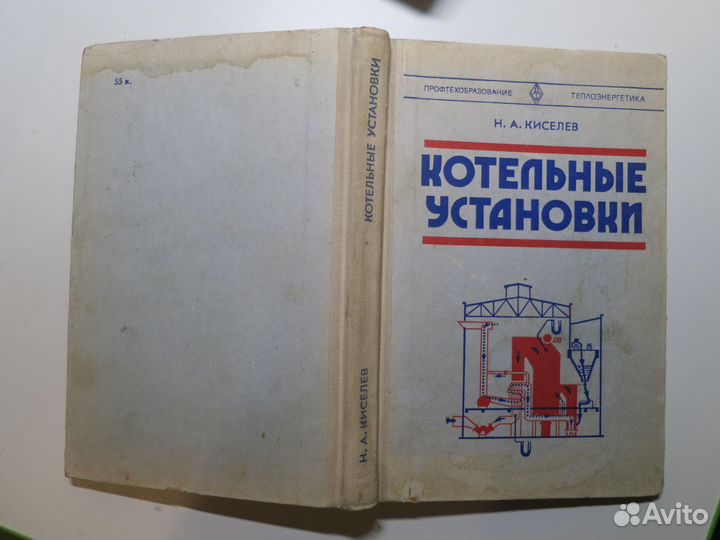 55 к.
КОТЕЛЬНЫЕ УСТАНОВКИ
Н. А. КИСЕЛЕВ
ПРОФТЕХОБРАЗОВАНИЕ ТЕПЛОЭНЕРГЕТИКА
Н. А. КИСЕЛЕВ
КОТЕЛЬНЫЕ
УСТАНОВКИ
Avito